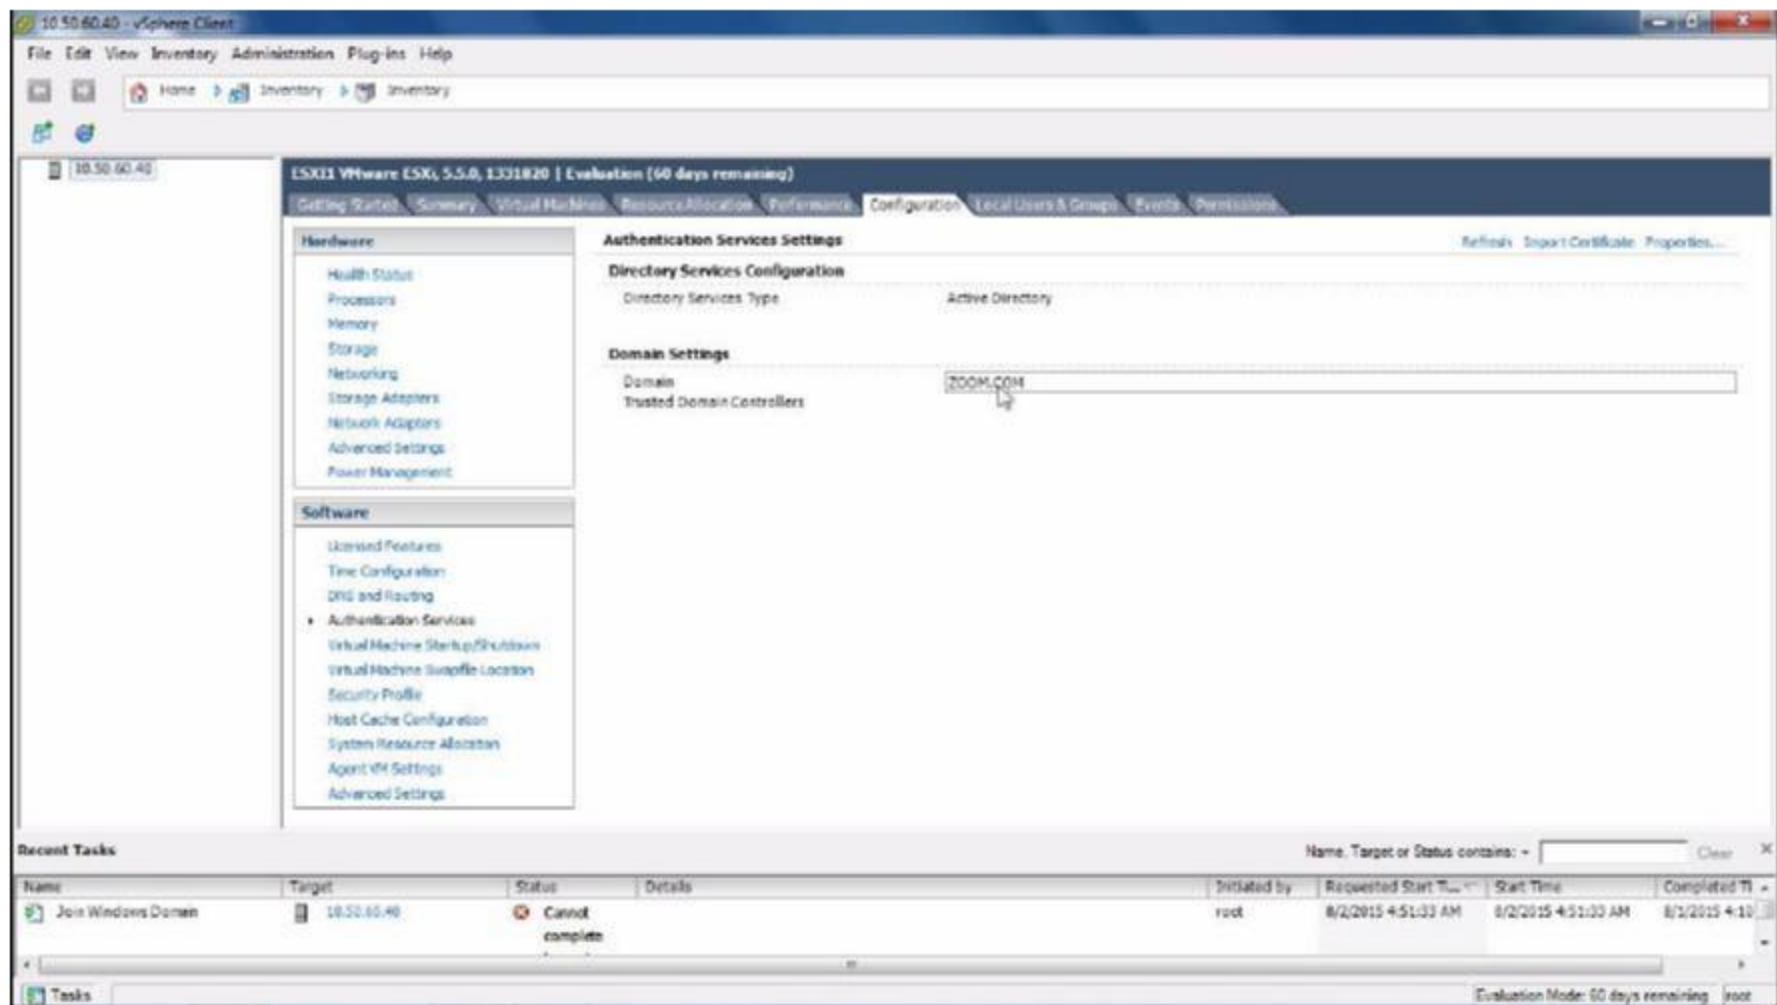 10.50.60.40 - vSphere Client
File Edit View Inventory Administration Plug-ins Help
Home Inventory Inventory
10.50.60.40
ESXI1 VMware ESXi, 5.5.0, 1331820 | Evaluation (60 days remaining)
Getting Started Summary Virtual Machines Resource Allocation Performance Configuration Local Users & Groups Events Permissions
Hardware
Health Status
Processors
Memory
Storage
Networking
Storage Adapters
Network Adapters
Advanced Settings
Power Management
Software
Licensed Features
Time Configuration
DNS and Routing
Authentication Services
Virtual Machine Startup/Shutdown
Virtual Machine Swapfile Location
Security Profile
Host Cache Configuration
System Resource Allocation
Agent VM Settings
Advanced Settings
Authentication Services Settings
Refresh Import Certificate Properties...
Directory Services Configuration
Directory Services Type Active Directory
Domain Settings
Domain ZOOM.COM
Trusted Domain Controllers
Recent Tasks
Name, Target or Status contains: Clear
Name Target Status Details Initiated by Requested Start Ti... Start Time Completed Ti
Join Windows Domain 10.50.60.40 Cannot root 8/2/2015 4:51:33 AM 8/2/2015 4:51:33 AM 8/1/2015 4:10
complete
Tasks Evaluation Mode: 60 days remaining root